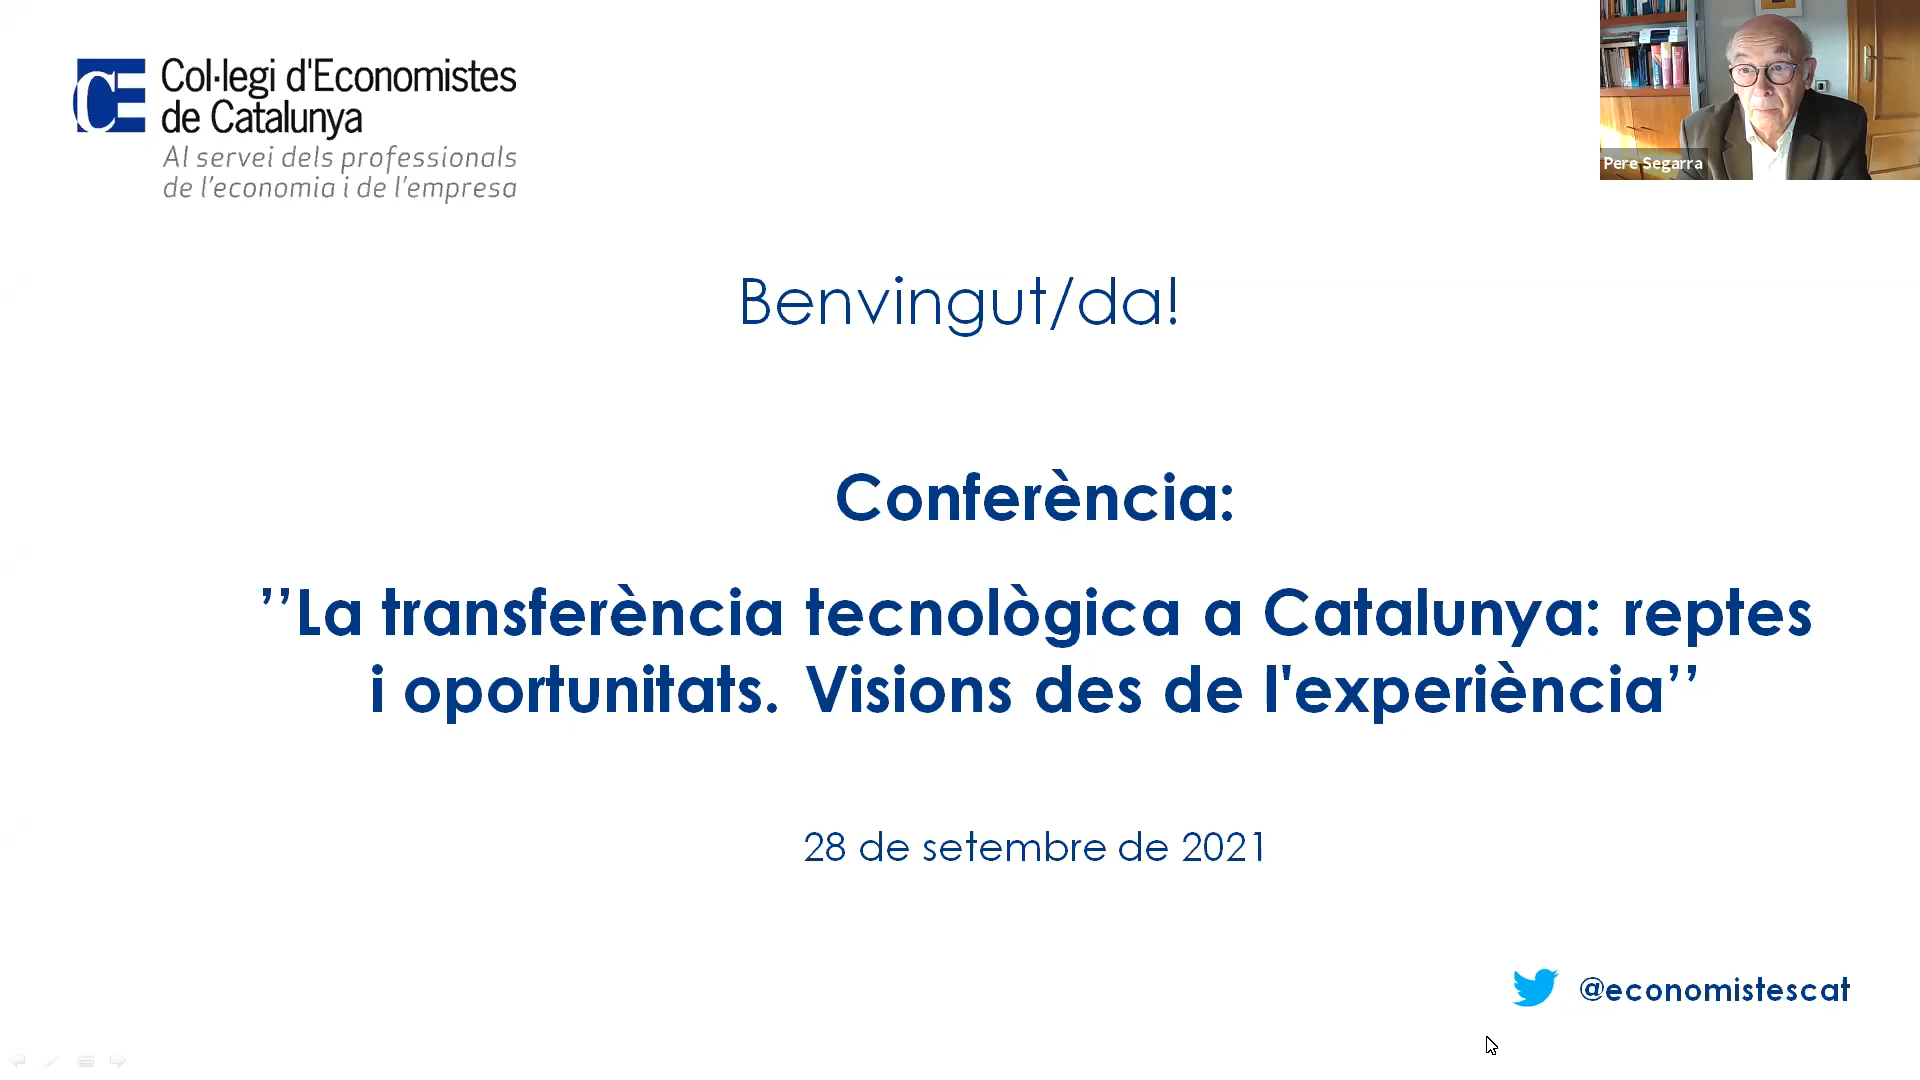 CE
Col·legi d'Economistes
de Catalunya
Al servei dels professionals
de l'economia i de l'empresa
Pere Segarra
Benvingut/da!
Conferència:
’’La transferència tecnològica a Catalunya: reptes
i oportunitats. Visions des de l'experiència’’
28 de setembre de 2021
@economistescat